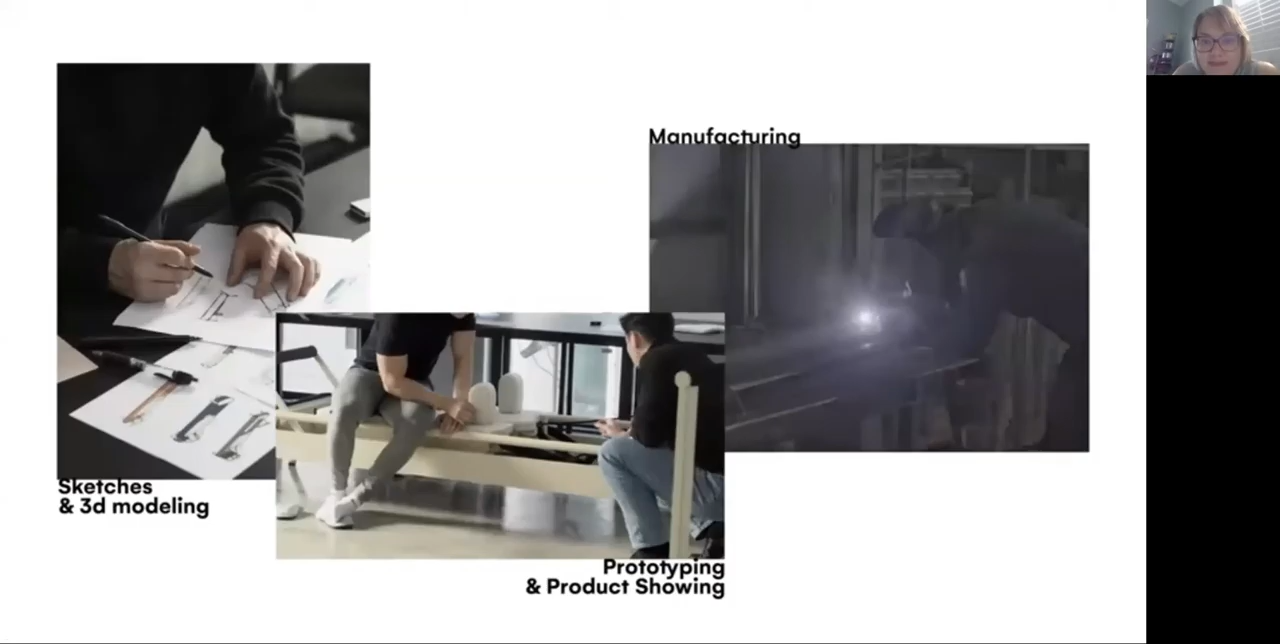 Manufacturing
Sketches
& 3d modeling
Prototyping
& Product Showing